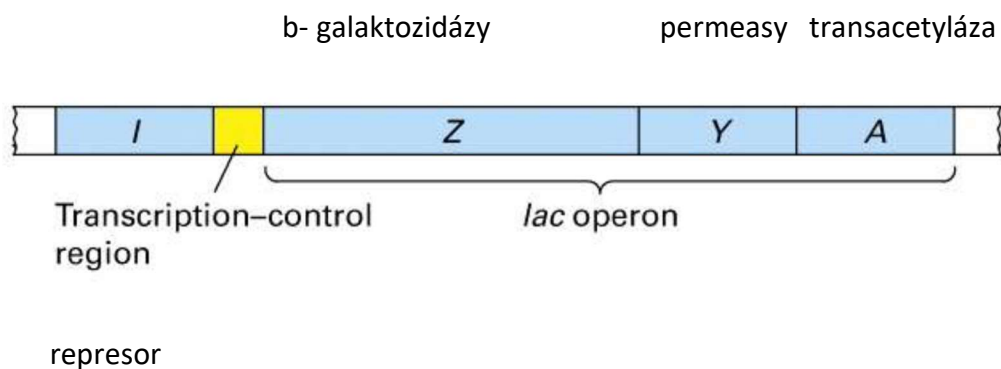 b- galaktozidázy permeasy transacetyláza
I Z Y A
Transcription–control lac operon
region
represor